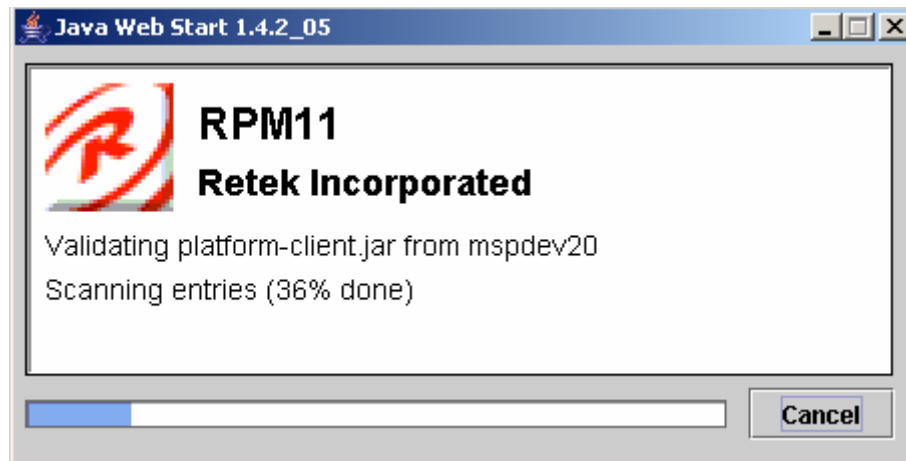 Java Web Start 1.4.2_05
R
RPM11
Retek Incorporated
Validating platform-client.jar from mspdev20
Scanning entries (36% done)
Cancel